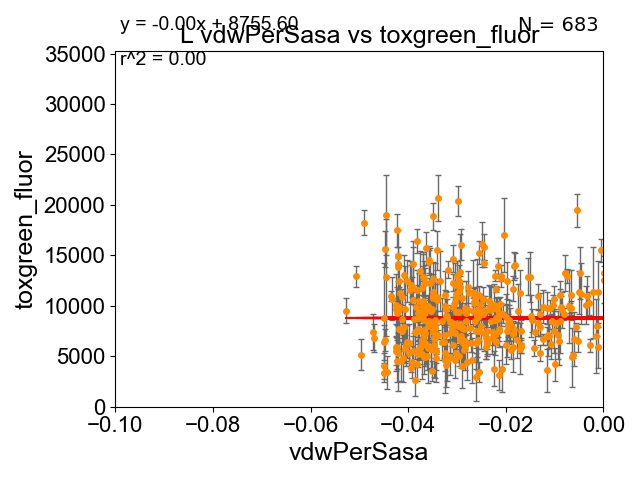 y = -0.00x + 8755.60
N = 683
L vdwPerSasa vs toxgreen_fluor
r^2 = 0.00
toxgreen_fluor
35000
30000
25000
20000
15000
10000
5000
0
−0.10 −0.08 −0.06 −0.04 −0.02 0.00
vdwPerSasa